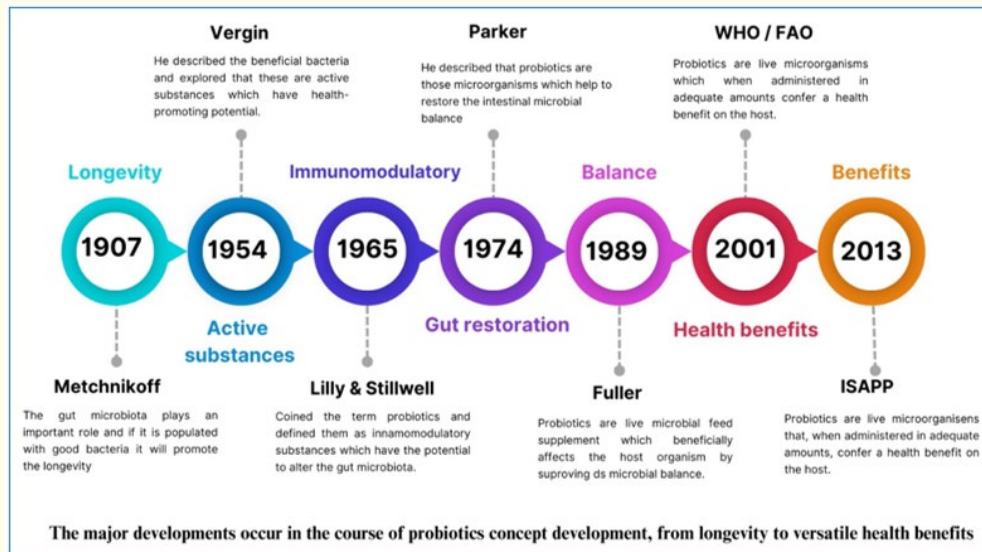 Vergin
He described the beneficial bacteria
and explored that these are active
substances which have health-
promoting potential.
Parker
He described that probiotics are
those microorganisms which help to
restore the intestinal microbial
balance
WHO / FAO
Probiotics are live microorganisms
which when administered in
adequate amounts confer a health
benefit on the host.
Longevity
Immunomodulatory
Balance
Benefits
1907
1954
1965
1974
1989
2001
2013
Active
substances
Gut restoration
Health benefits
Metchnikoff
The gut microbiota plays an
important role and if it is populated
with good bacteria it will promote
the longevity
Lilly & Stillwell
Coined the term probiotics and
defined them as innamomodulatory
substances which have the potential
to alter the gut microbiota.
Fuller
Probiotics are live microbial feed
supplement which beneficially
affects the host organism by
suproving ds microbial balance.
ISAPP
Probiotics are live microorganisens
that, when administered in adequate
amounts, confer a health benefit on
the host.
The major developments occur in the course of probiotics concept development, from longevity to versatile health benefits